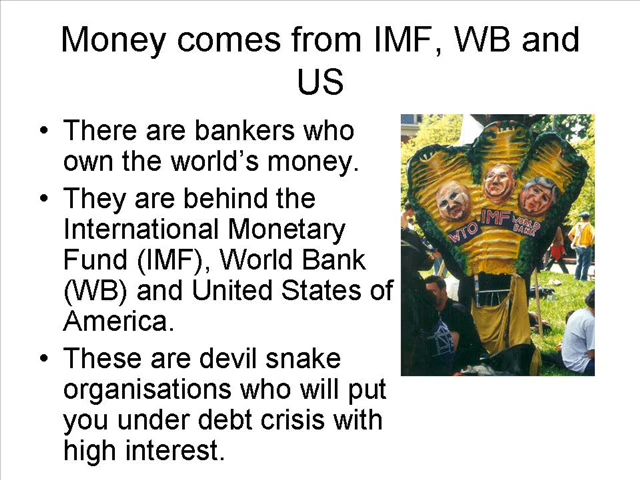 Money comes from IMF, WB and
US
• There are bankers who
own the world's money.
• They are behind the
International Monetary
Fund (IMF), World Bank
(WB) and United States of
America.
• These are devil snake
organisations who will put
you under debt crisis with
high interest.
WTO
IMF
WORLD
BANK